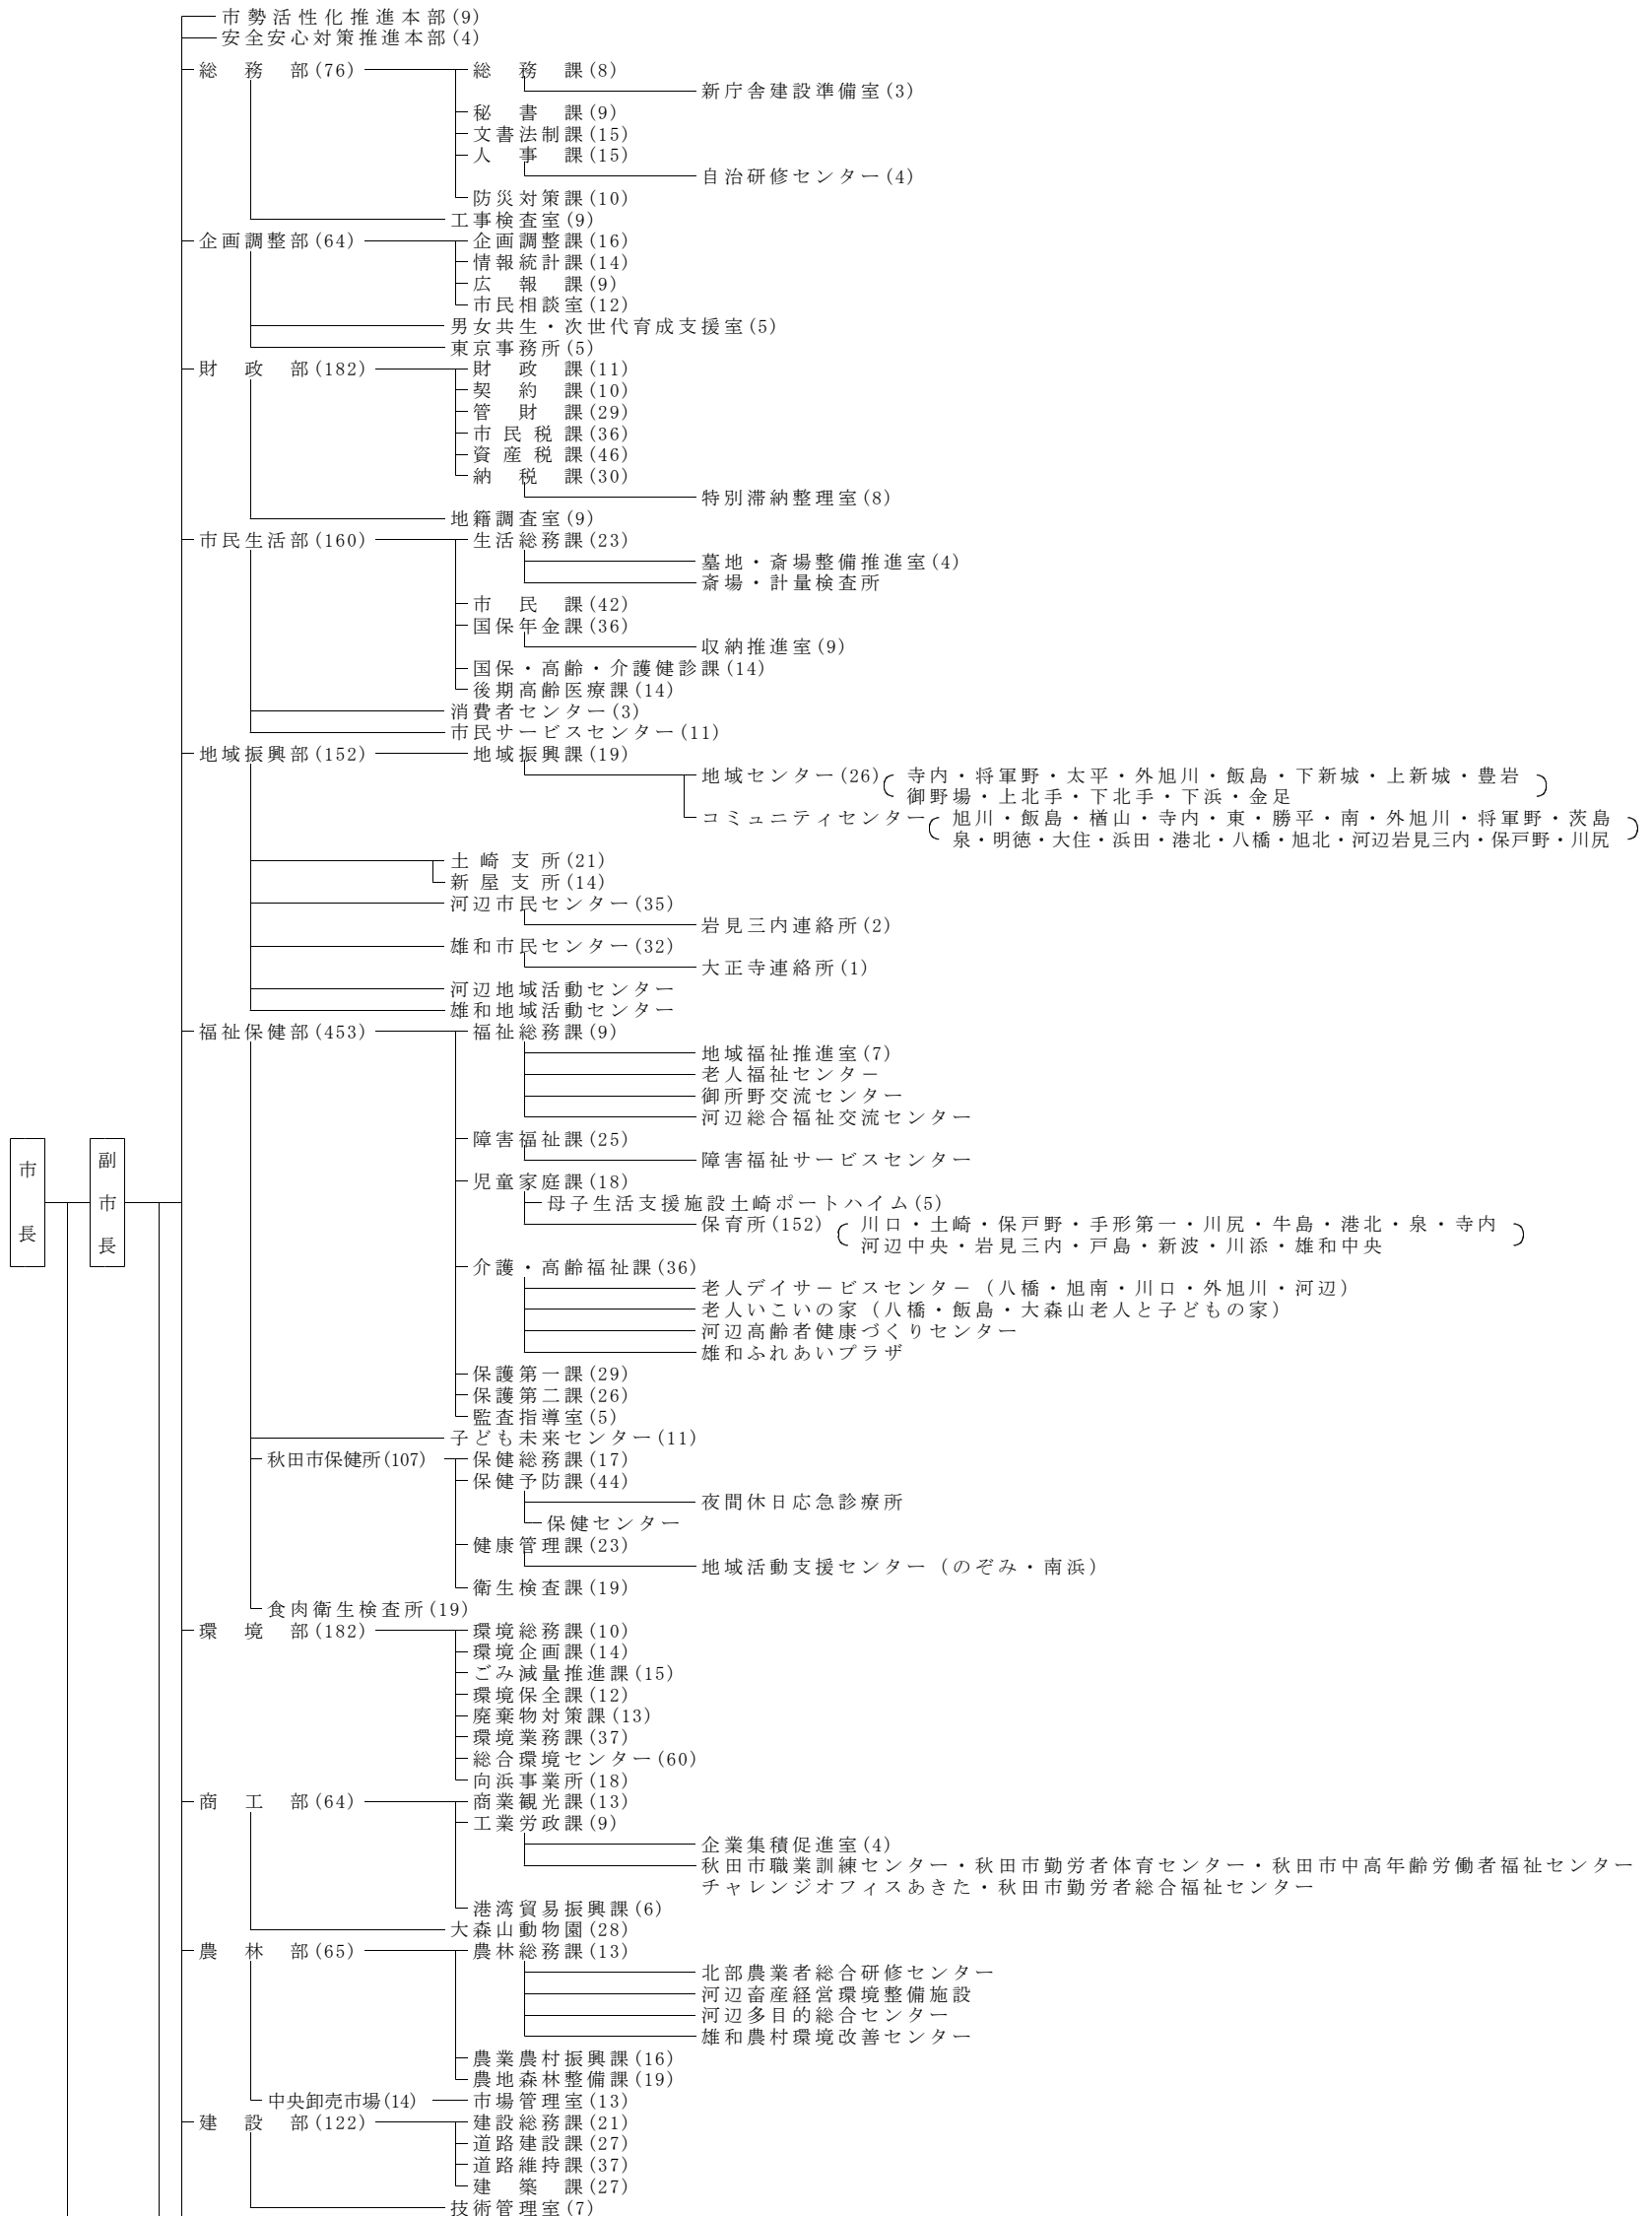 市勢活性化推進本部(9)
安全安心対策推進本部(4)
総務部(76) 総務課(8)
新庁舎建設準備室(3)
秘書課(9)
文書法制課(15)
人事課(15)
自治研修センター(4)
防災対策課(10)
工事検査室(9)
企画調整部(64) 企画調整課(16)
情報統計課(14)
広報課(9)
市民相談室(12)
男女共生・次世代育成支援室(5)
東京事務所(5)
財政部(182) 財政課(11)
契約課(10)
管財課(29)
市民税課(36)
資産税課(46)
納税課(30)
特別滞納整理室(8)
地籍調査室(9)
市民生活部(160) 生活総務課(23)
墓地・斎場整備推進室(4)
斎場・計量検査所
市民課(42)
国保年金課(36)
収納推進室(9)
国保・高齢・介護健診課(14)
後期高齢医療課(14)
消費者センター(3)
市民サービスセンター(11)
地域振興部(152) 地域振興課(19)
地域センター(26) 寺内・将軍野・太平・外旭川・飯島・下新城・上新城・豊岩
御野場・上北手・下北手・下浜・金足
コミュニティセンター 旭川・飯島・楢山・寺内・東・勝平・南・外旭川・将軍野・茨島
泉・明徳・大住・浜田・港北・八橋・旭北・河辺岩見三内・保戸野・川尻
土崎支所(21)
新屋支所(14)
河辺市民センター(35)
岩見三内連絡所(2)
雄和市民センター(32)
大正寺連絡所(1)
河辺地域活動センター
雄和地域活動センター
福祉保健部(453) 福祉総務課(9)
地域福祉推進室(7)
老人福祉センター
御所野交流センター
河辺総合福祉交流センター
市長
副市長
障害福祉課(25)
障害福祉サービスセンター
児童家庭課(18)
母子生活支援施設土崎ポートハイム(5)
保育所(152) 川口・土崎・保戸野・手形第一・川尻・牛島・港北・泉・寺内
河辺中央・岩見三内・戸島・新波・川添・雄和中央
介護・高齢福祉課(36)
老人デイサービスセンター(八橋・旭南・川口・外旭川・河辺)
老人いこいの家(八橋・飯島・大森山老人と子どもの家)
河辺高齢者健康づくりセンター
雄和ふれあいプラザ
保護第一課(29)
保護第二課(26)
監査指導室(5)
子ども未来センター(11)
秋田市保健所(107) 保健総務課(17)
保健予防課(44)
夜間休日応急診療所
保健センター
健康管理課(23)
地域活動支援センター(のぞみ・南浜)
衛生検査課(19)
食肉衛生検査所(19)
環境部(182) 環境総務課(10)
環境企画課(14)
ごみ減量推進課(15)
環境保全課(12)
廃棄物対策課(13)
環境業務課(37)
総合環境センター(60)
向浜事業所(18)
商工部(64) 商業観光課(13)
工業労政課(9)
企業集積促進室(4)
秋田市職業訓練センター・秋田市勤労者体育センター・秋田市中高年齢労働者福祉センター
チャレンジオフィスあきた・秋田市勤労者総合福祉センター
港湾貿易振興課(6)
大森山動物園(28)
農林部(65) 農林総務課(13)
北部農業者総合研修センター
河辺畜産経営環境整備施設
河辺多目的総合センター
雄和農村環境改善センター
農業農村振興課(16)
農地森林整備課(19)
中央卸売市場(14) 市場管理室(13)
建設部(122) 建設総務課(21)
道路建設課(27)
道路維持課(37)
建築課(27)
技術管理室(7)